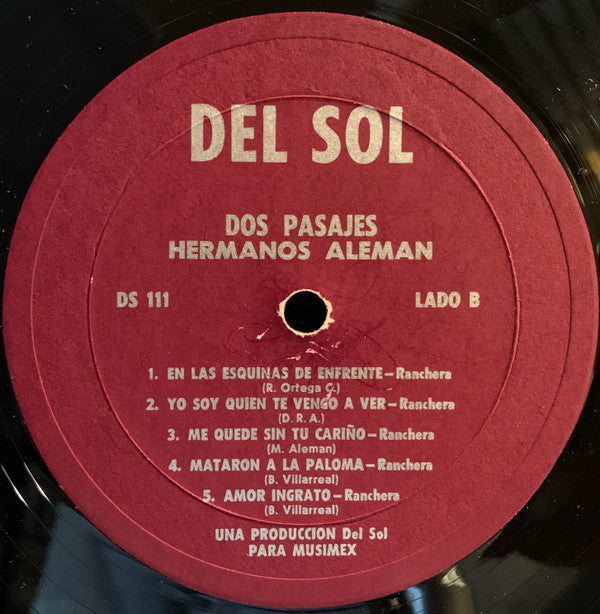 DEL SOL
DOS PASAJES
HERMANOS ALEMAN
DS 111 LADO B
1. EN LAS ESQUINAS DE ENFRENTE—Ranchera
(R. Ortega C.)
2. YO SOY QUIEN TE VENGO A VER—Ranchera
(D. R. A.)
3. ME QUEDE SIN TU CARIÑO—Ranchera
(M. Aleman)
4. MATARON A LA PALOMA—Ranchera
(B. Villarreal)
5. AMOR INGRATO—Ranchera
(B. Villarreal)
UNA PRODUCCION Del Sol
PARA MUSIMEX